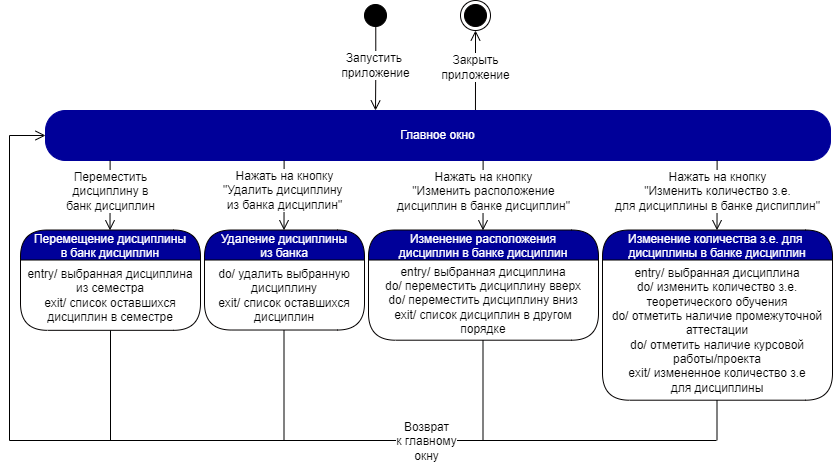 Запустить
приложение
Закрыть
приложение
Главное окно
Переместить
дисциплину в
банк дисциплин
Нажать на кнопку
"Удалить дисциплину
из банка дисциплин"
Нажать на кнопку
"Изменить расположение
дисциплин в банке дисциплин"
Нажать на кнопку
"Изменить количество з.е.
для дисциплины в банке диспиплин"
Перемещение дисциплины
в банк дисциплин
entry/ выбранная дисциплина
из семестра
exit/ список оставшихся
дисциплин в семестре
Удаление дисциплины
из банка
do/ удалить выбранную
дисциплину
exit/ список оставшихся
дисциплин
Изменение расположения
дисциплин в банке дисциплин
entry/ выбранная дисциплина
do/ переместить дисциплину вверх
do/ переместить дисциплину вниз
exit/ список дисциплин в другом
порядке
Изменение количества з.е. для
дисциплины в банке дисциплин
entry/ выбранная дисциплина
do/ изменить количество з.е.
теоретического обучения
do/ отметить наличие промежуточной
аттестации
do/ отметить наличие курсовой
работы/проекта
exit/ измененное количество з.е
для дисциплины
Возврат
к главному
окну